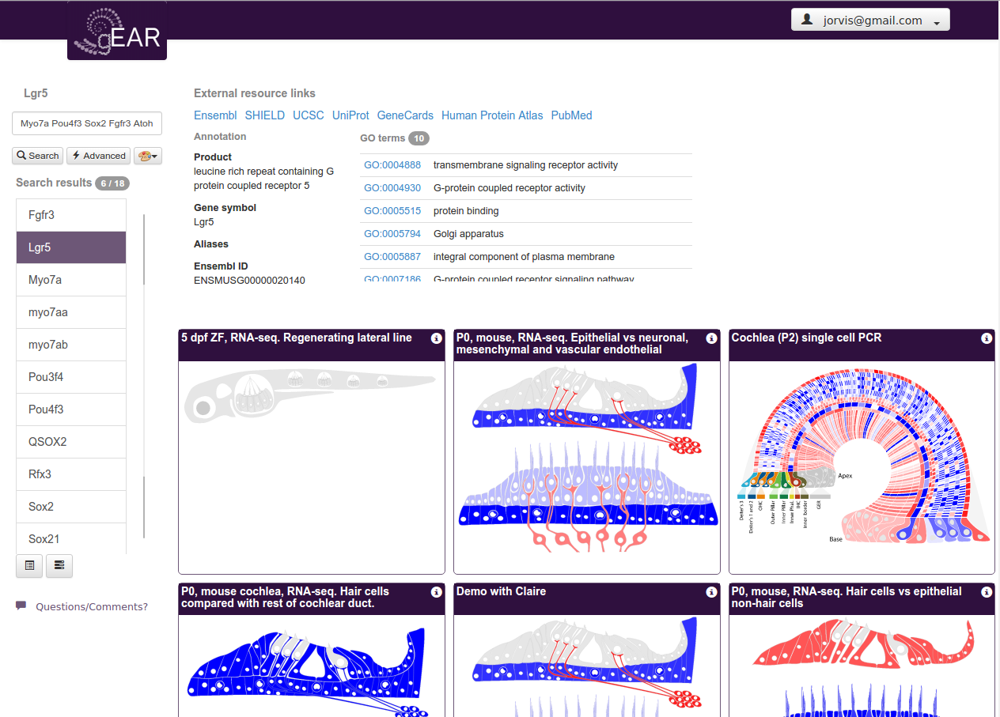 gEAR
jorvis@gmail.com
Lgr5
Myo7a Pou4f3 Sox2 Fgfr3 Atoh
Search
Advanced
Search results 6 / 18
Fgfr3
Lgr5
Myo7a
myo7aa
myo7ab
Pou3f4
Pou4f3
QSOX2
Rfx3
Sox2
Sox21
Questions/Comments?
External resource links
Ensembl SHIELD UCSC UniProt GeneCards Human Protein Atlas PubMed
Annotation
Product
leucine rich repeat containing G
protein coupled receptor 5
Gene symbol
Lgr5
Aliases
Ensembl ID
ENSMUSG00000020140
GO terms 10
GO:0004888 transmembrane signaling receptor activity
GO:0004930 G-protein coupled receptor activity
GO:0005515 protein binding
GO:0005794 Golgi apparatus
GO:0005887 integral component of plasma membrane
GO:0007186 G-protein coupled receptor signaling pathway
5 dpf ZF, RNA-seq. Regenerating lateral line
P0, mouse, RNA-seq. Epithelial vs neuronal,
mesenchymal and vascular endothelial
Cochlea (P2) single cell PCR
Apex
Base
Deiter's 3
Deiter's 1 and 2
OHC
Outer Pillar
Inner Pillar
Inner Phal.
IHC
Inner border
GER
P0, mouse cochlea, RNA-seq. Hair cells
compared with rest of cochlear duct.
Demo with Claire
P0, mouse, RNA-seq. Hair cells vs epithelial
non-hair cells